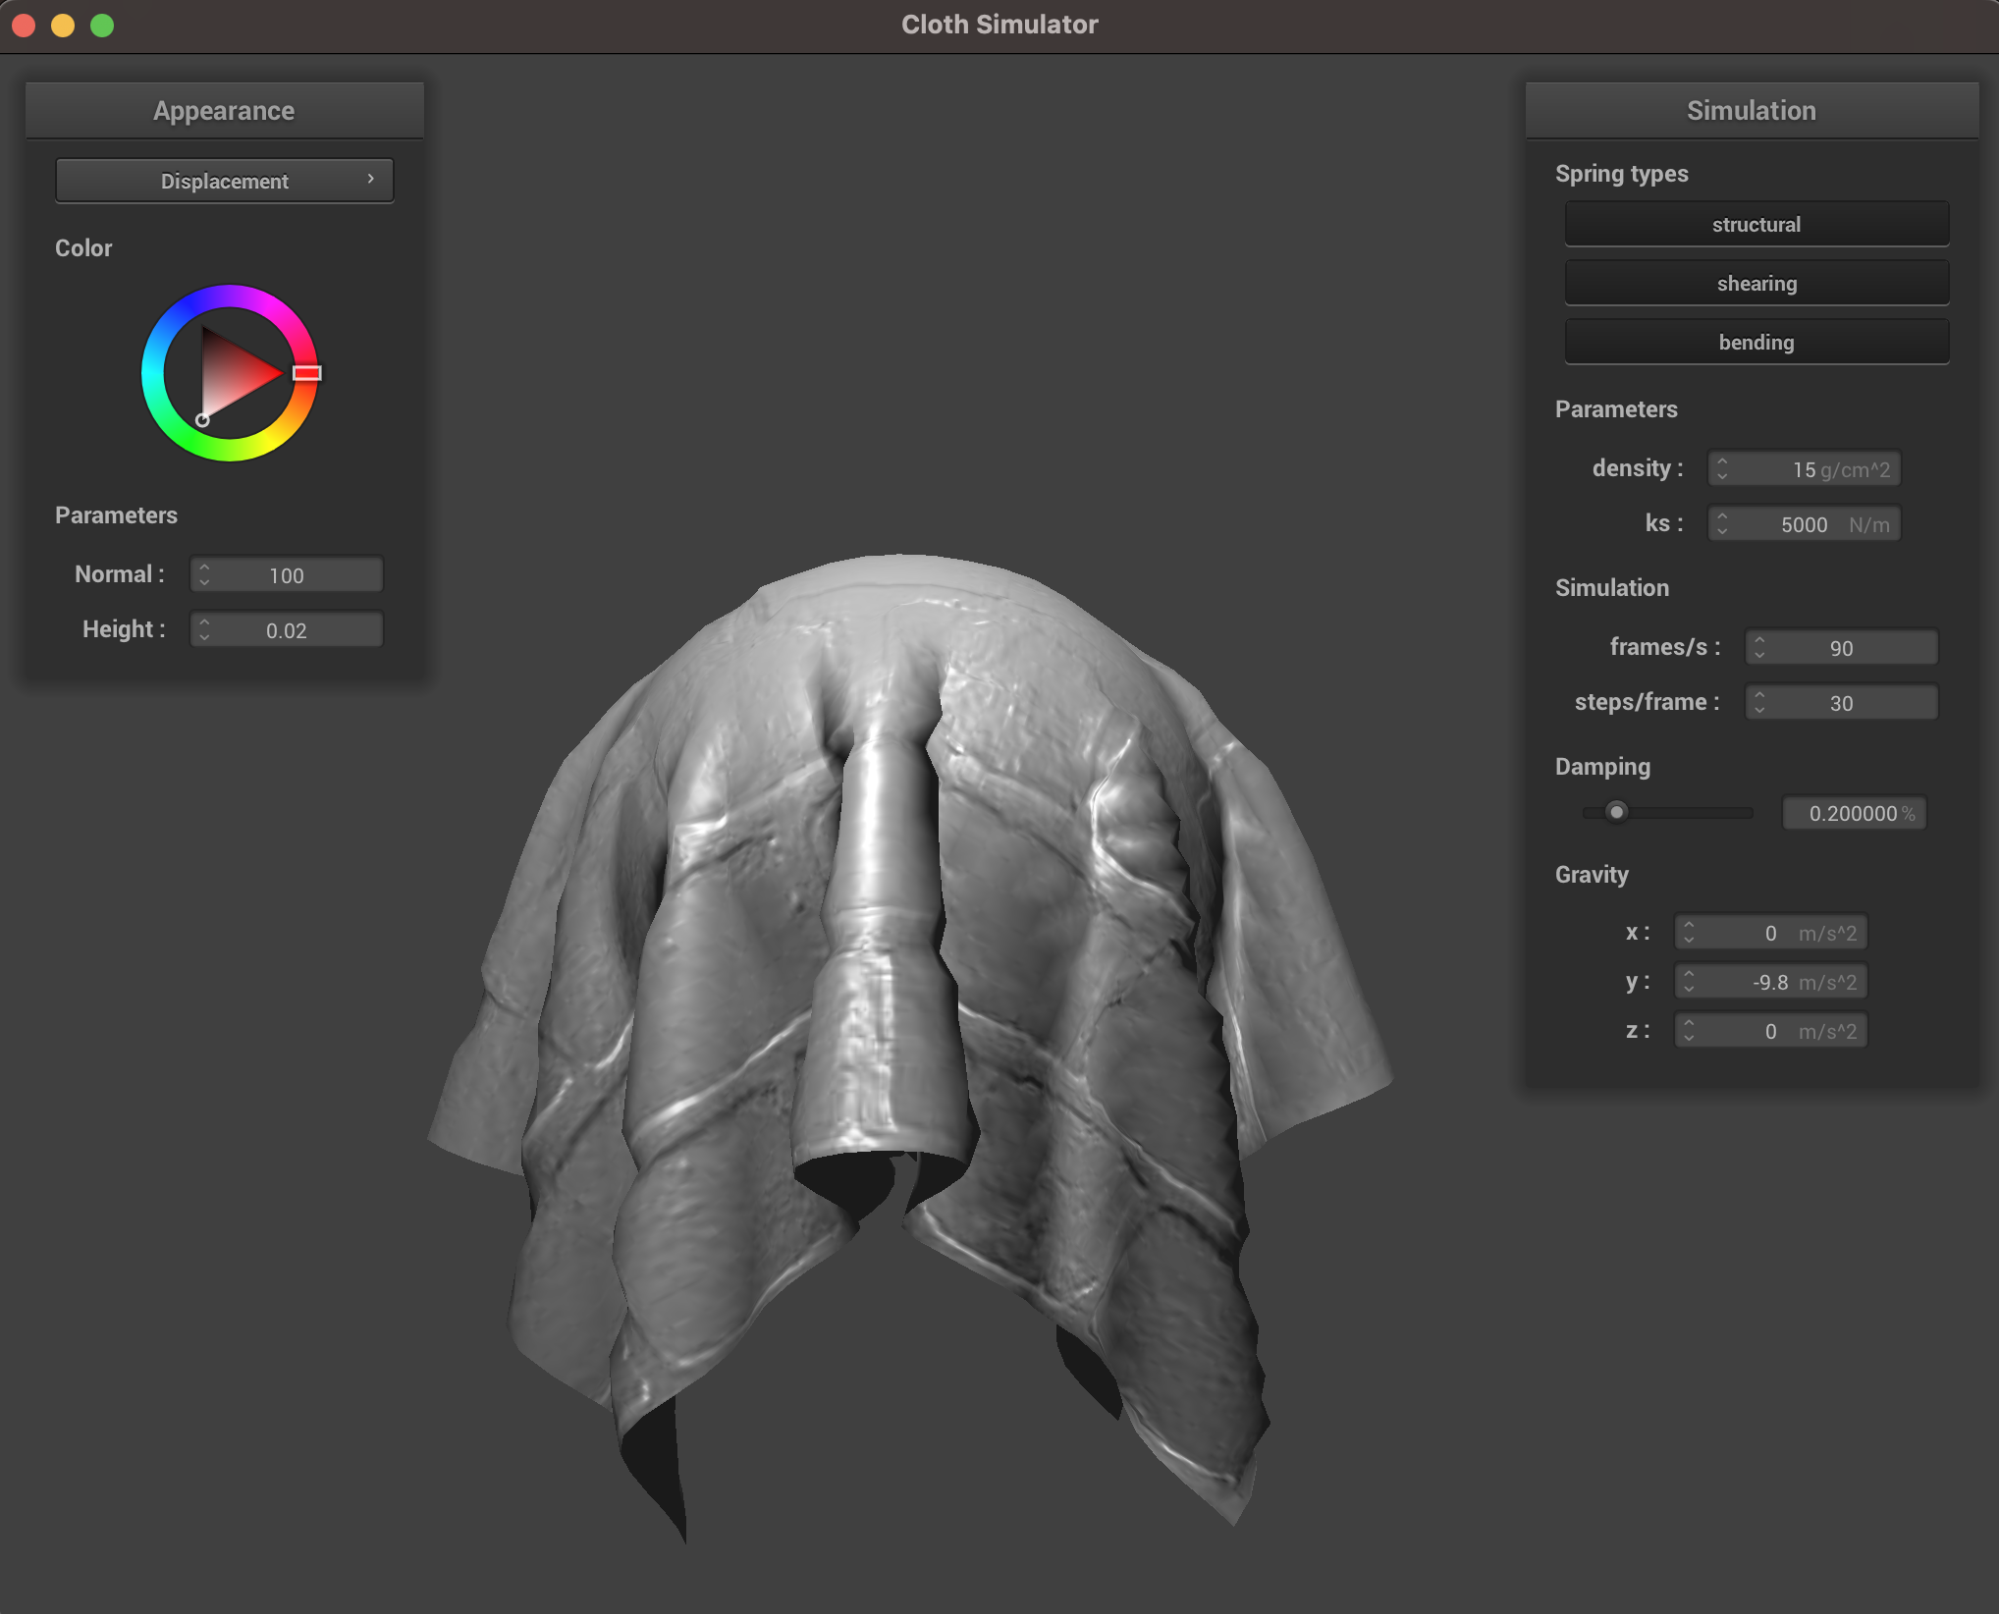 Cloth Simulator
Appearance
Displacement
Color
Parameters
Normal : 100
Height : 0.02
Simulation
Spring types
structural
shearing
bending
Parameters
density : 15 g/cm^2
ks : 5000 N/m
Simulation
frames/s : 90
steps/frame : 30
Damping
0.200000 %
Gravity
x : 0 m/s^2
y : -9.8 m/s^2
z : 0 m/s^2